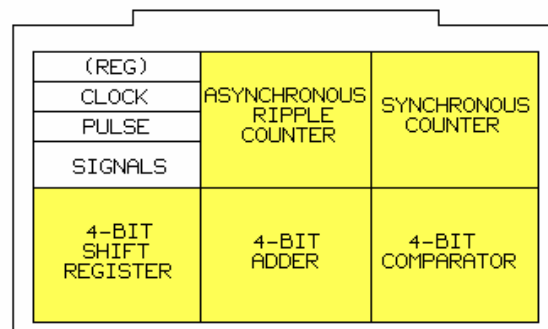 (REG)
CLOCK
PULSE
SIGNALS
ASYNCHRONOUS
RIPPLE
COUNTER
SYNCHRONOUS
COUNTER
4-BIT
SHIFT
REGISTER
4-BIT
ADDER
4-BIT
COMPARATOR